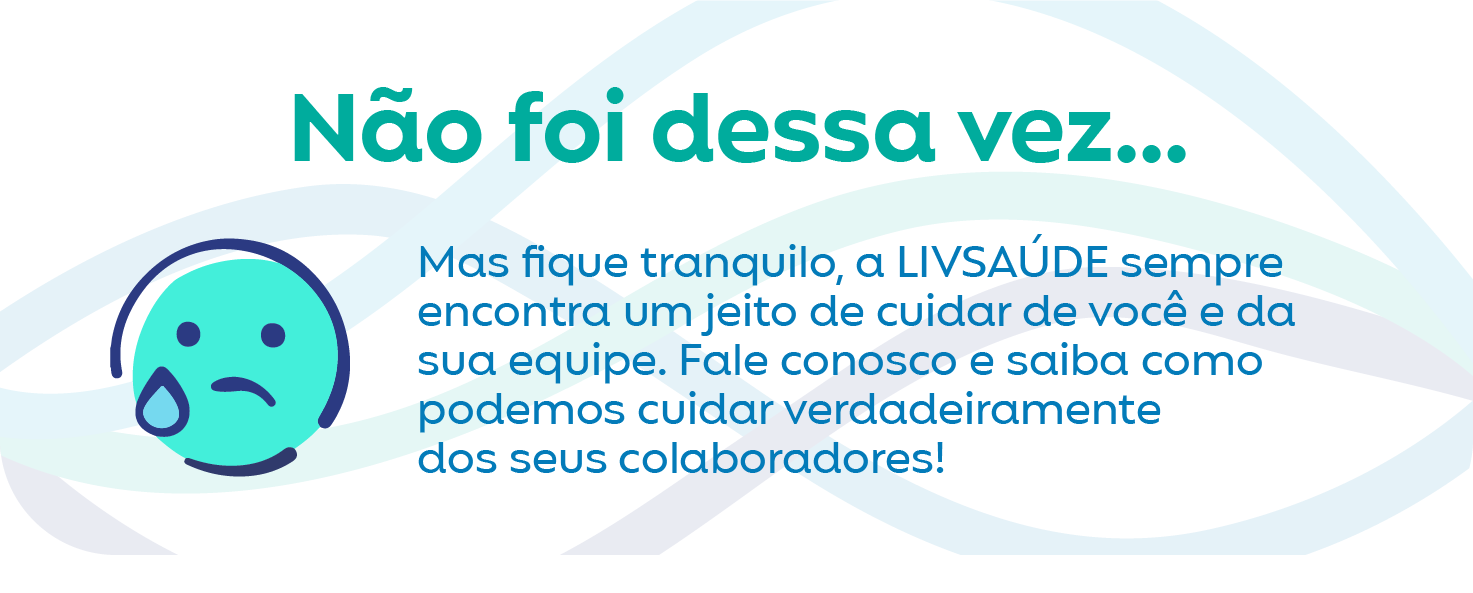 Não foi dessa vez...
Mas fique tranquilo, a LIVSAÚDE sempre
encontra um jeito de cuidar de você e da
sua equipe. Fale conosco e saiba como
podemos cuidar verdadeiramente
dos seus colaboradores!